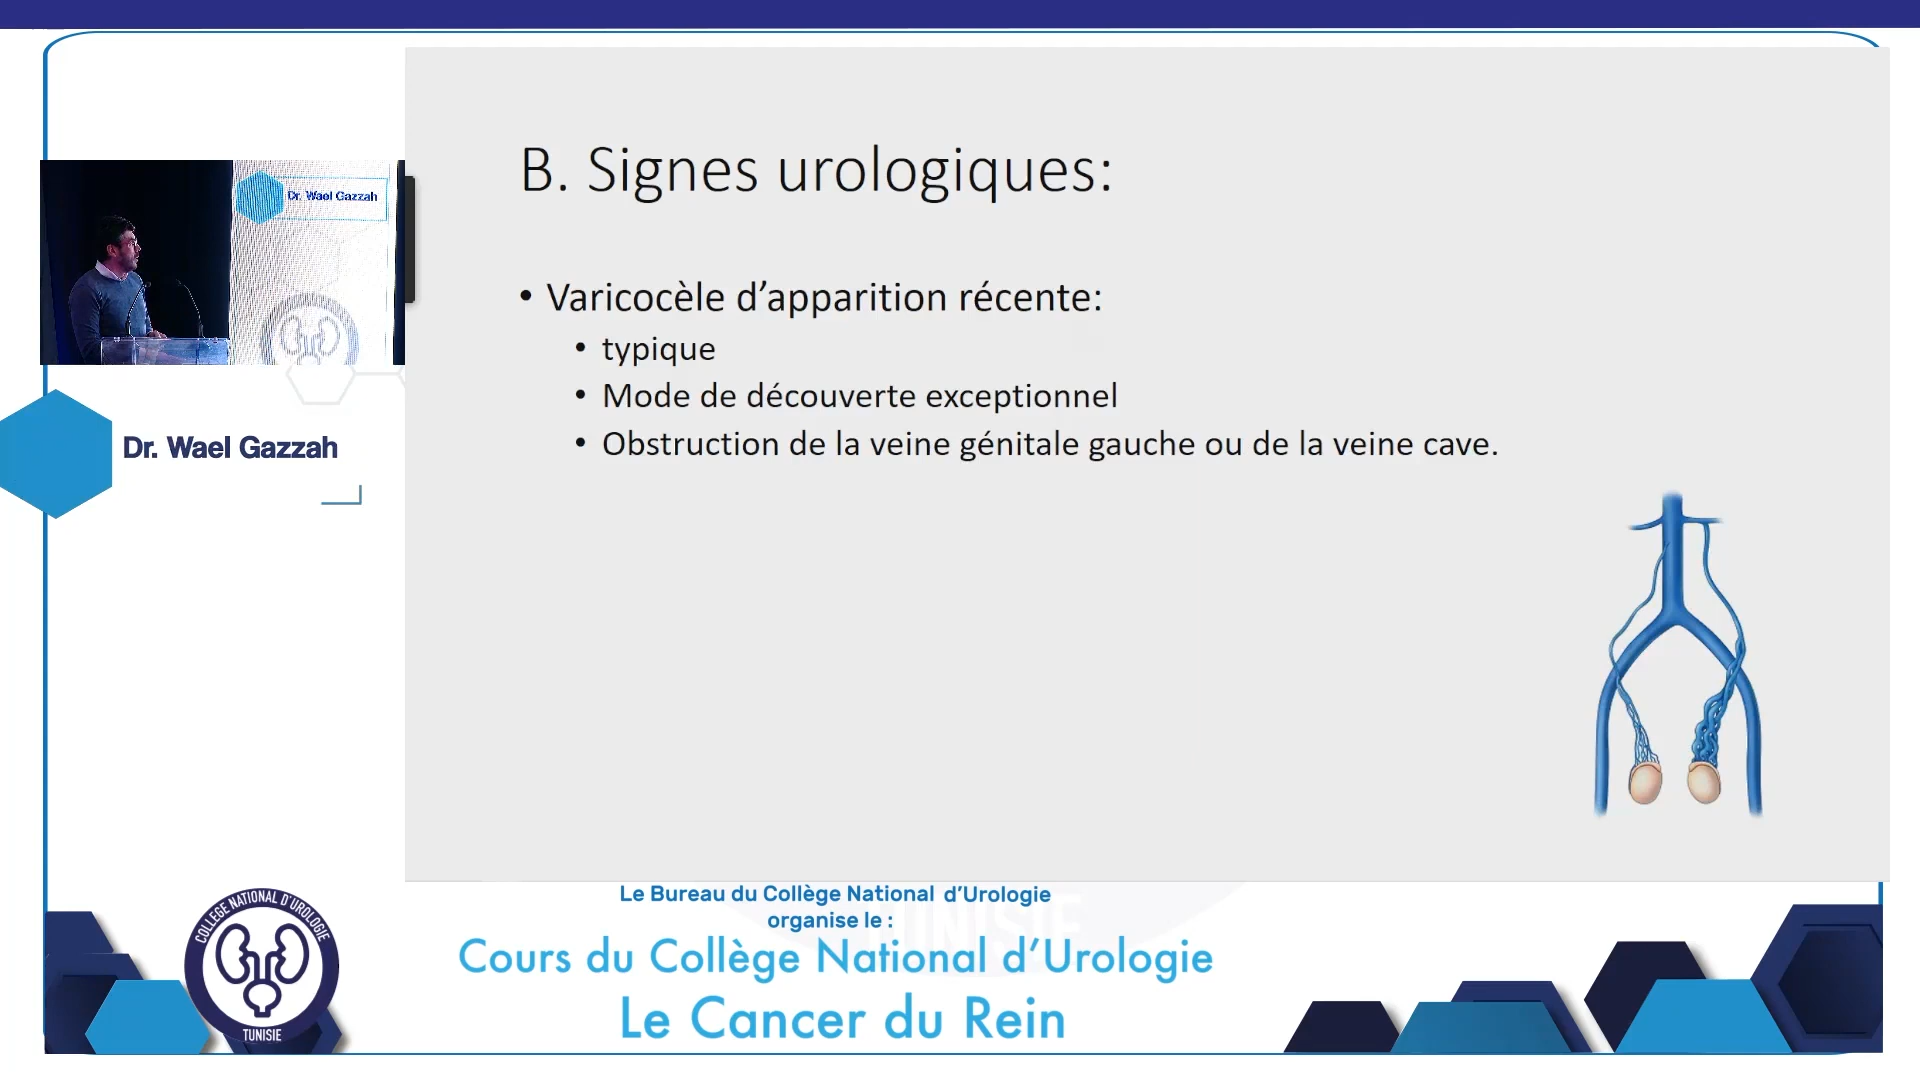 B. Signes urologiques:
• Varicocèle d’apparition récente:
• typique
• Mode de découverte exceptionnel
• Obstruction de la veine génitale gauche ou de la veine cave.
Dr. Wael Gazzah
Dr. Wael Gazzah
Le Bureau du Collège National d’Urologie
organise le :
Cours du Collège National d’Urologie
Le Cancer du Rein
COLLÈGE NATIONAL D'UROLOGIE
TUNISIE
TUNISIE